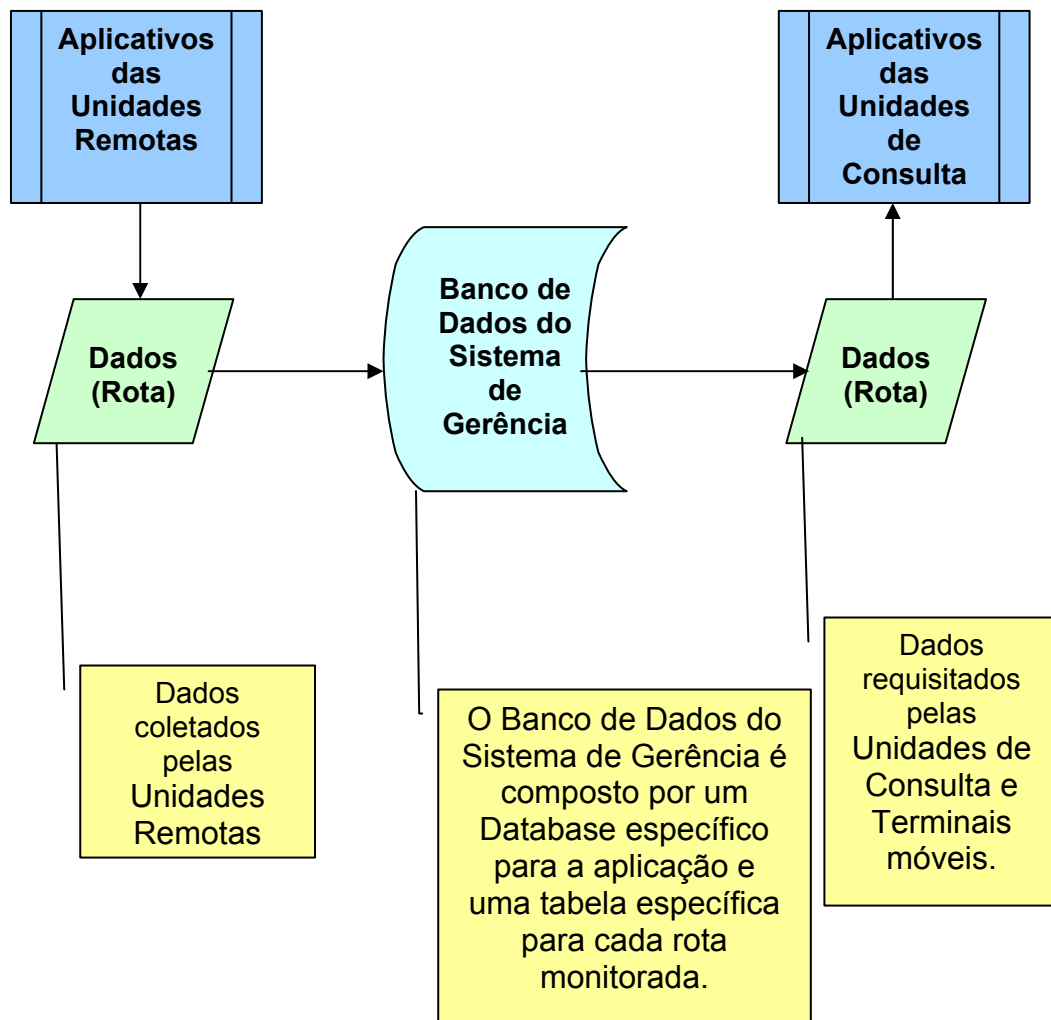 Aplicativos
das
Unidades
Remotas
Aplicativos
das
Unidades
de
Consulta
Dados
(Rota)
Banco de
Dados do
Sistema
de
Gerência
Dados
(Rota)
Dados
coletados
pelas
Unidades
Remotas
O Banco de Dados do
Sistema de Gerência é
composto por um
Database específico
para a aplicação e
uma tabela específica
para cada rota
monitorada.
Dados
requisitados
pelas
Unidades de
Consulta e
Terminais
móveis.